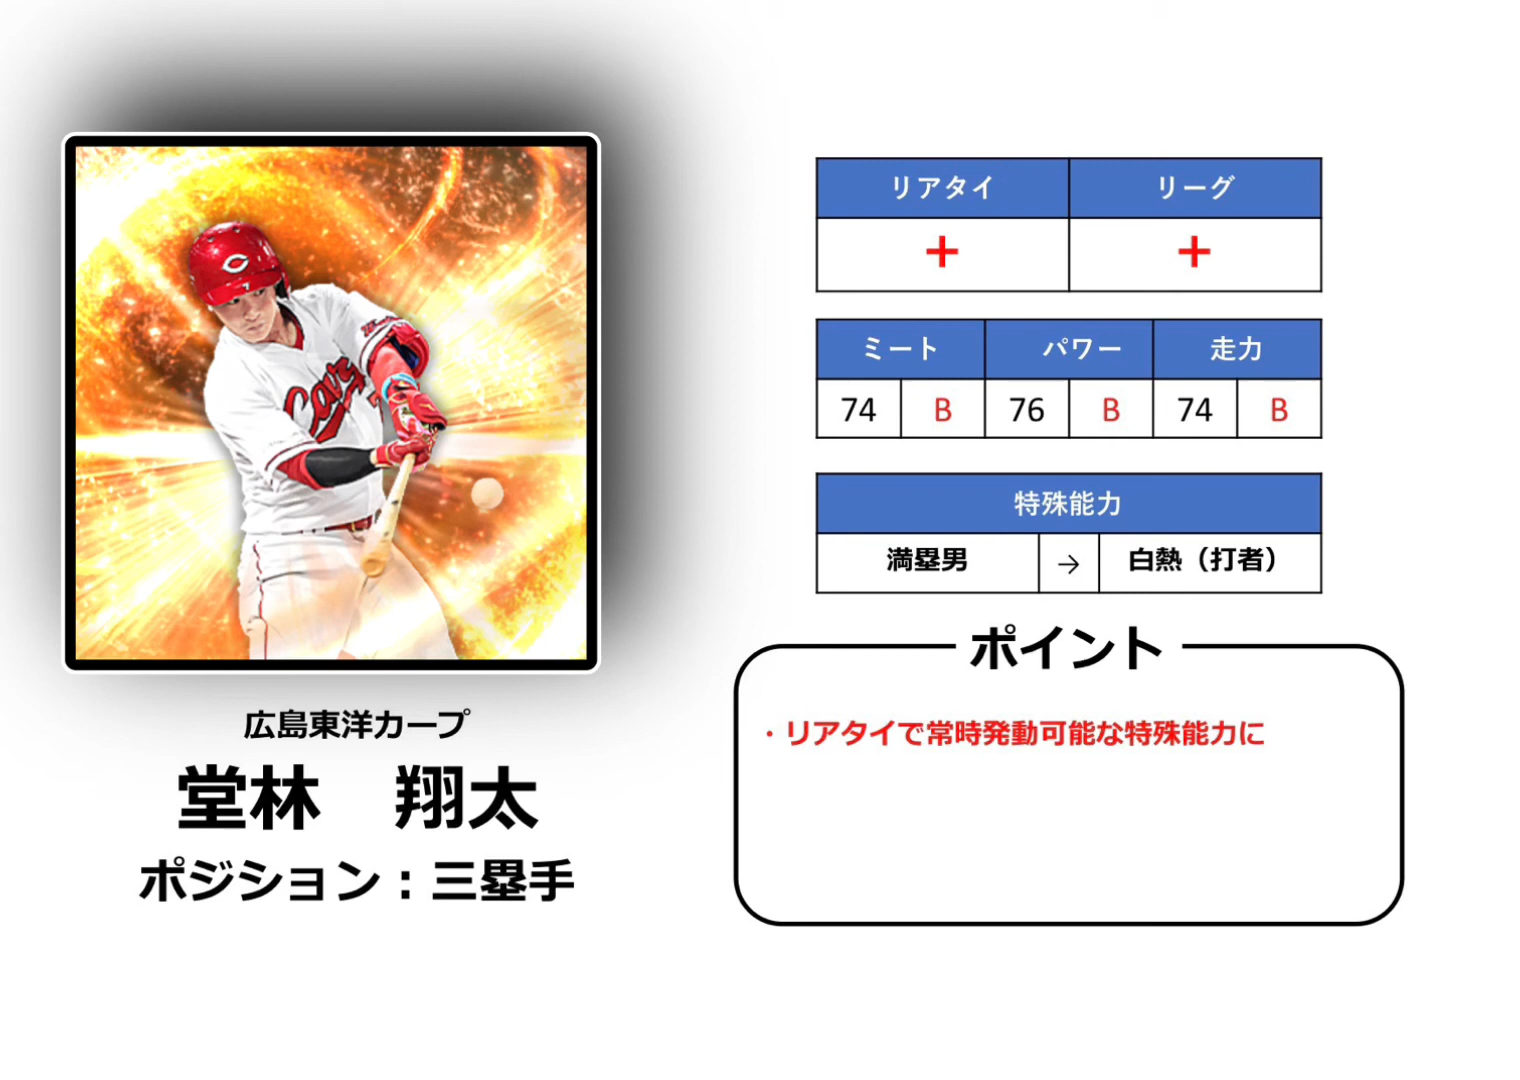 リアタイ リーグ
+ +
ミート パワー 走力
74 B 76 B 74 B
特殊能力
満塁男 → 白熱（打者）
ポイント
・リアタイで常時発動可能な特殊能力に
C
7
広島東洋カープ
堂林 翔太
ポジション：三塁手